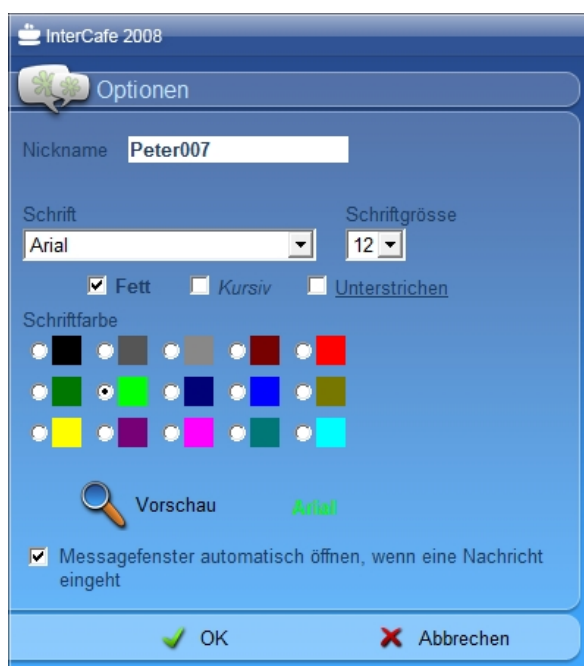 InterCafe 2008
Optionen
Nickname Peter007
Schrift Schriftgrösse
Arial 12
Fett Kursiv Unterstrichen
Schriftfarbe
Vorschau Arial
Messagefenster automatisch öffnen, wenn eine Nachricht
eingeht
OK Abbrechen